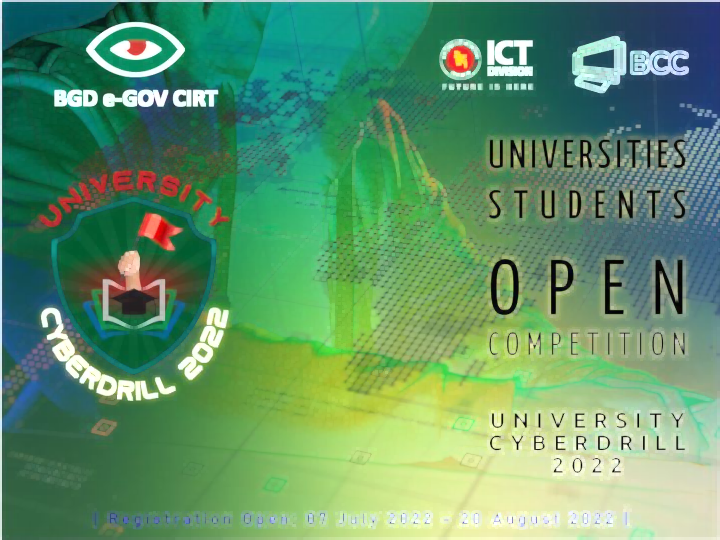 BGD e-GOV CIRT
ICT
DIVISION
FUTURE IS HERE
BCC
UNIVERSITY
CYBERDRILL 2022
UNIVERSITIES
STUDENTS
OPEN
COMPETITION
UNIVERSITY
CYBERDRILL
2022
| Registration Open: 07 July 2022 - 20 August 2022 |